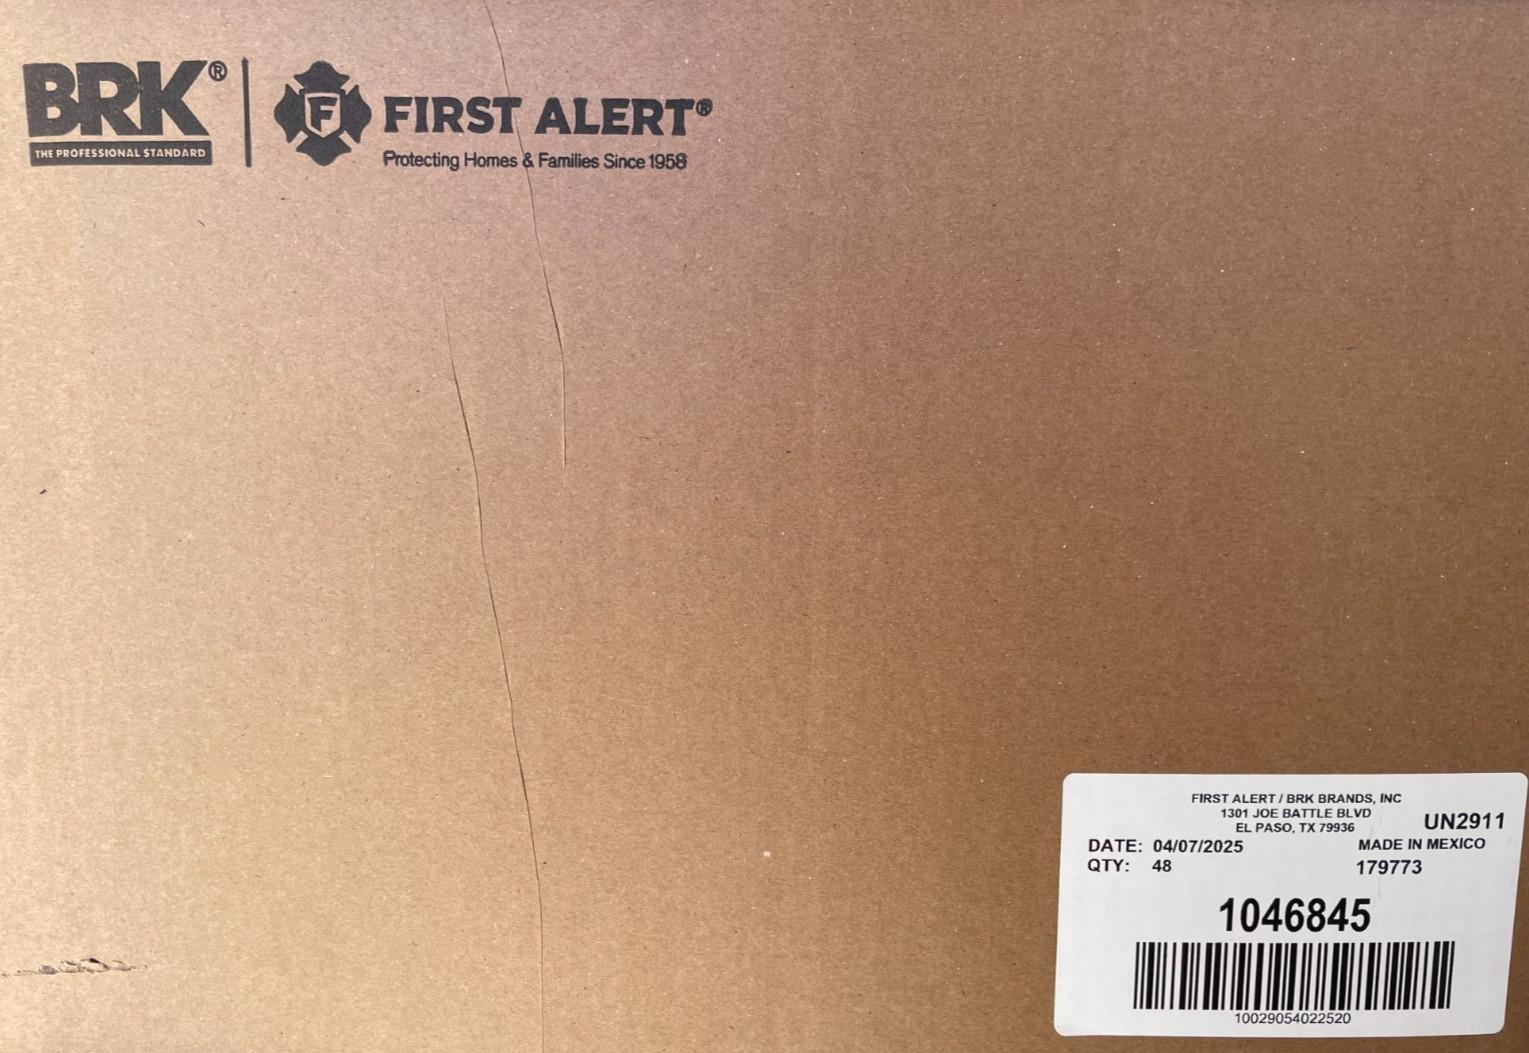 BRK®
THE PROFESSIONAL STANDARD
F
FIRST ALERT®
Protecting Homes & Families Since 1958
FIRST ALERT / BRK BRANDS, INC
1301 JOE BATTLE BLVD
EL PASO, TX 79936
UN2911
DATE: 04/07/2025
MADE IN MEXICO
QTY: 48
179773
1046845
10029054022520